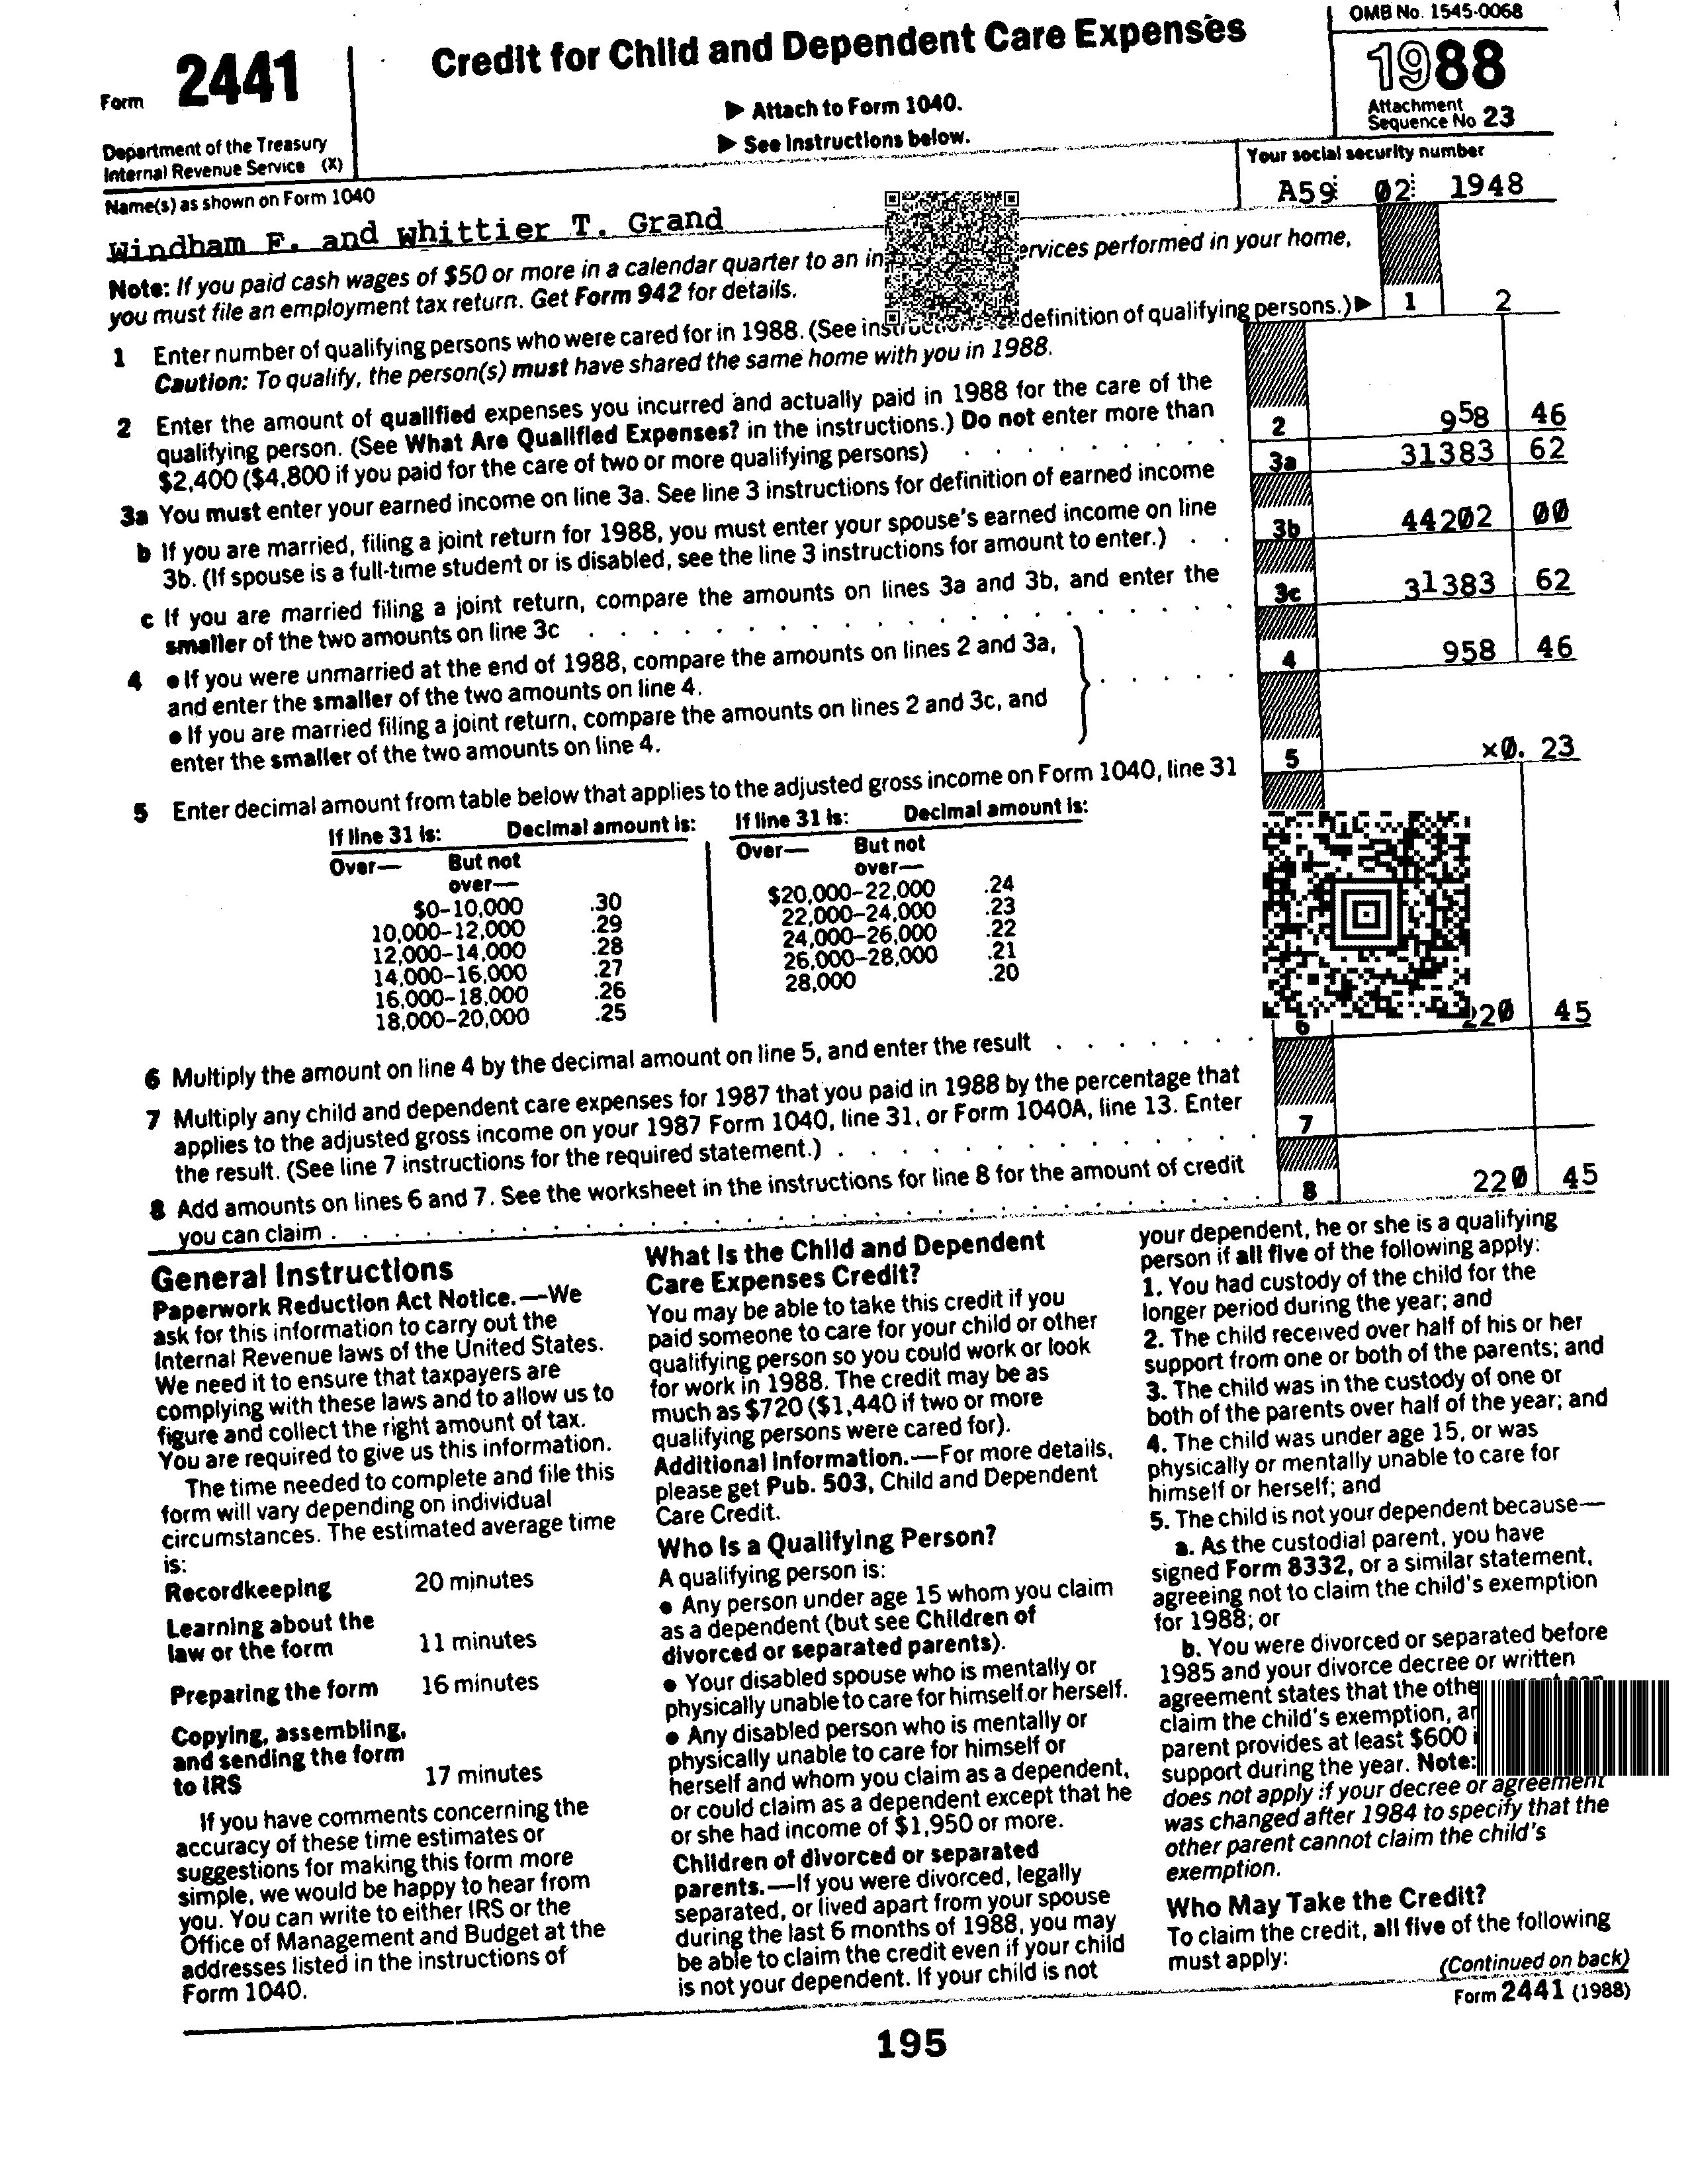 Form 2441
Department of the Treasury
Internal Revenue Service (X)
Credit for Child and Dependent Care Expenses
▶ Attach to Form 1040.
▶ See Instructions below.
OMB No. 1545-0068
1988
Attachment
Sequence No 23
Name(s) as shown on Form 1040
Windham F. and Whittier T. Grand
Your social security number
A59 02 1948
Note: If you paid cash wages of $50 or more in a calendar quarter to an in ervices performed in your home,
you must file an employment tax return. Get Form 942 for details.
1 Enter number of qualifying persons who were cared for in 1988. (See definition of qualifying persons.) ▶ 1 2
Caution: To qualify, the person(s) must have shared the same home with you in 1988.
2 Enter the amount of qualified expenses you incurred and actually paid in 1988 for the care of the
qualifying person. (See What Are Qualified Expenses? in the instructions.) Do not enter more than
$2,400 ($4,800 if you paid for the care of two or more qualifying persons) . . . . . . . 2 958 46
3a You must enter your earned income on line 3a. See line 3 instructions for definition of earned income 3a 31383 62
b If you are married, filing a joint return for 1988, you must enter your spouse's earned income on line
3b. (If spouse is a full-time student or is disabled, see the line 3 instructions for amount to enter.) . . 3b 44202 00
c If you are married filing a joint return, compare the amounts on lines 3a and 3b, and enter the
smaller of the two amounts on line 3c . . . . . . . . . . . . . . . 3c 31383 62
4 ● If you were unmarried at the end of 1988, compare the amounts on lines 2 and 3a,
and enter the smaller of the two amounts on line 4.
● If you are married filing a joint return, compare the amounts on lines 2 and 3c, and
enter the smaller of the two amounts on line 4. . . . . . 4 958 46
5 Enter decimal amount from table below that applies to the adjusted gross income on Form 1040, line 31 5 ×0. 23
If line 31 is: Decimal amount is: If line 31 is: Decimal amount is:
Over— But not over— Over— But not over—
$0–10,000 .30 $20,000–22,000 .24
10,000–12,000 .29 22,000–24,000 .23
12,000–14,000 .28 24,000–26,000 .22
14,000–16,000 .27 26,000–28,000 .21
16,000–18,000 .26 28,000 .20
18,000–20,000 .25
6 Multiply the amount on line 4 by the decimal amount on line 5, and enter the result . . . . . . . 6 220 45
7 Multiply any child and dependent care expenses for 1987 that you paid in 1988 by the percentage that
applies to the adjusted gross income on your 1987 Form 1040, line 31, or Form 1040A, line 13. Enter
the result. (See line 7 instructions for the required statement.) . . . . . . . . . . 7
8 Add amounts on lines 6 and 7. See the worksheet in the instructions for line 8 for the amount of credit
you can claim . . . . . . . . . . . . . . . . . . . . 8 220 45
General Instructions
Paperwork Reduction Act Notice.—We
ask for this information to carry out the
Internal Revenue laws of the United States.
We need it to ensure that taxpayers are
complying with these laws and to allow us to
figure and collect the right amount of tax.
You are required to give us this information.
The time needed to complete and file this
form will vary depending on individual
circumstances. The estimated average time
is:
Recordkeeping 20 minutes
Learning about the
law or the form 11 minutes
Preparing the form 16 minutes
Copying, assembling,
and sending the form
to IRS 17 minutes
If you have comments concerning the
accuracy of these time estimates or
suggestions for making this form more
simple, we would be happy to hear from
you. You can write to either IRS or the
Office of Management and Budget at the
addresses listed in the instructions of
Form 1040.
What Is the Child and Dependent
Care Expenses Credit?
You may be able to take this credit if you
paid someone to care for your child or other
qualifying person so you could work or look
for work in 1988. The credit may be as
much as $720 ($1,440 if two or more
qualifying persons were cared for).
Additional Information.—For more details,
please get Pub. 503, Child and Dependent
Care Credit.
Who Is a Qualifying Person?
A qualifying person is:
● Any person under age 15 whom you claim
as a dependent (but see Children of
divorced or separated parents).
● Your disabled spouse who is mentally or
physically unable to care for himself or herself.
● Any disabled person who is mentally or
physically unable to care for himself or
herself and whom you claim as a dependent,
or could claim as a dependent except that he
or she had income of $1,950 or more.
Children of divorced or separated
parents.—If you were divorced, legally
separated, or lived apart from your spouse
during the last 6 months of 1988, you may
be able to claim the credit even if your child
is not your dependent. If your child is not
your dependent, he or she is a qualifying
person if all five of the following apply:
1. You had custody of the child for the
longer period during the year; and
2. The child received over half of his or her
support from one or both of the parents; and
3. The child was in the custody of one or
both of the parents over half of the year; and
4. The child was under age 15, or was
physically or mentally unable to care for
himself or herself; and
5. The child is not your dependent because—
a. As the custodial parent, you have
signed Form 8332, or a similar statement,
agreeing not to claim the child's exemption
for 1988; or
b. You were divorced or separated before
1985 and your divorce decree or written
agreement states that the othe
claim the child's exemption, ar
parent provides at least $600
support during the year. Note:
does not apply if your decree or agreement
was changed after 1984 to specify that the
other parent cannot claim the child's
exemption.
Who May Take the Credit?
To claim the credit, all five of the following
must apply:
(Continued on back)
Form 2441 (1988)
195